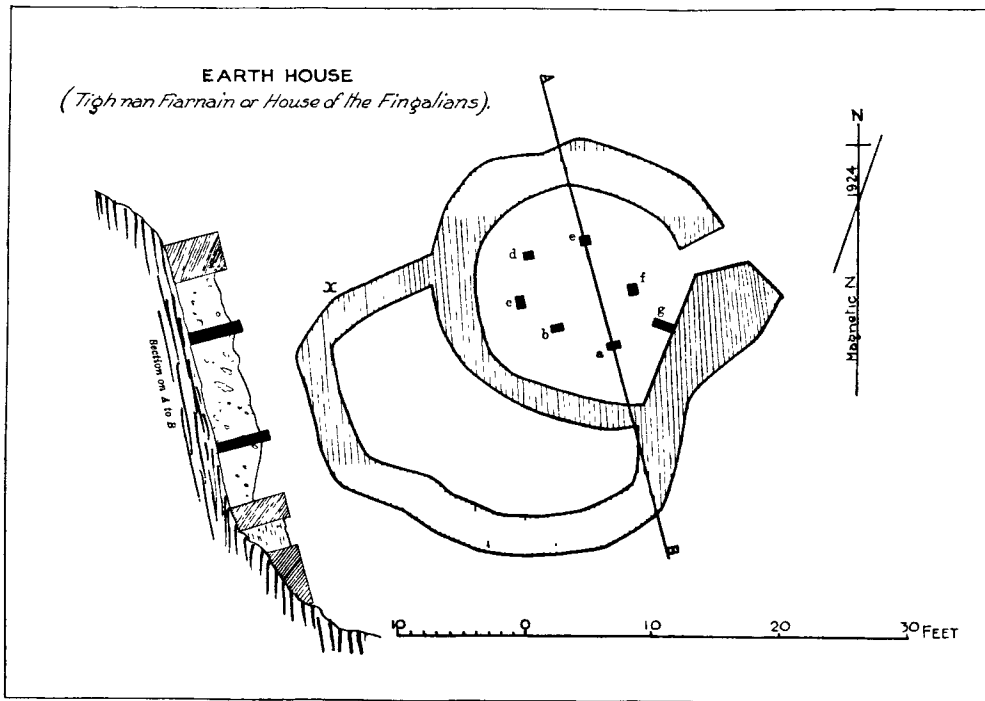 EARTH HOUSE
(Tigh nan Fiarnain or House of the Fingalians).
A
N
1924
Magnetic N
d
e
f
x
c
b
g
a
Section on A to B
B
10 0 10 20 30 FEET